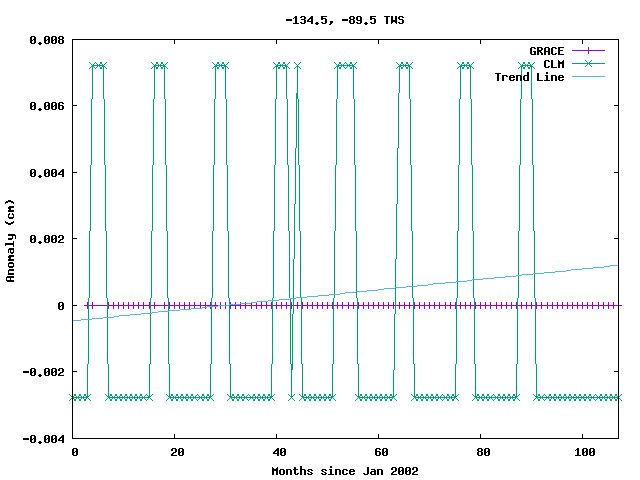 -134.5, -89.5 TWS
0.008
0.006
0.004
0.002
0
-0.002
-0.004
Anomaly (cm)
GRACE
CLM
Trend Line
0 20 40 60 80 100
Months since Jan 2002